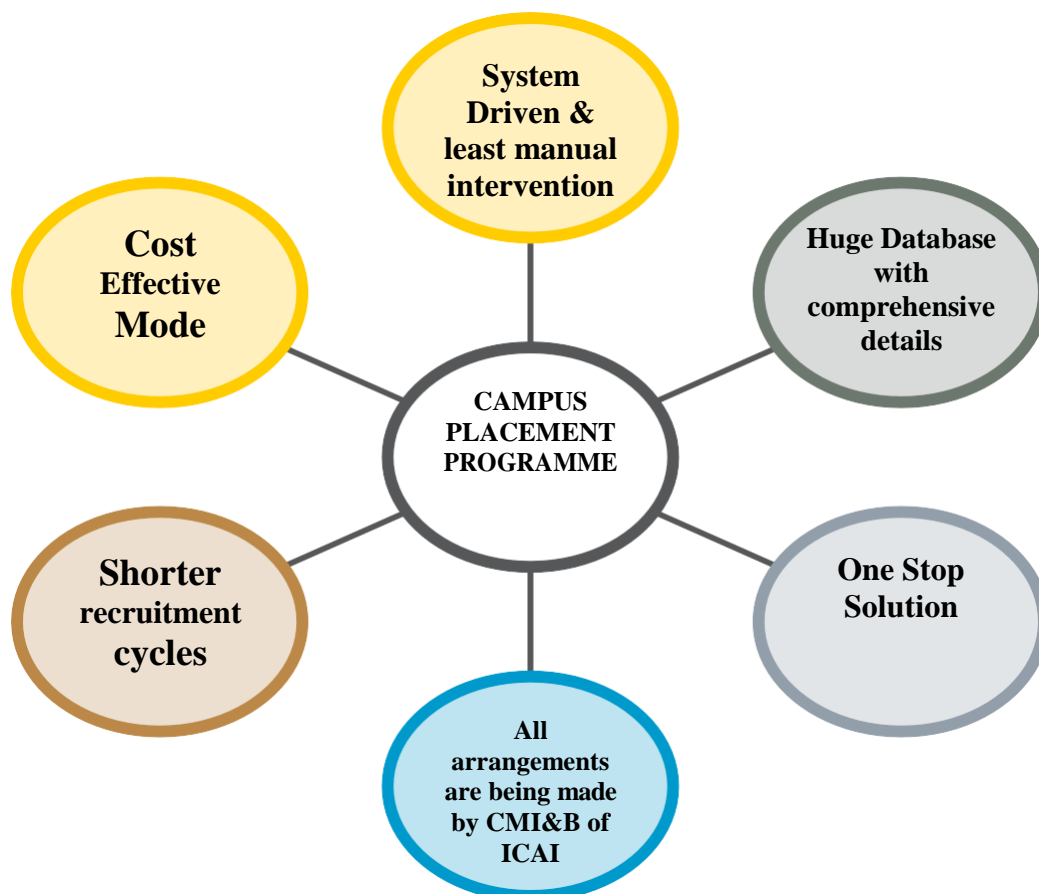 System
Driven &
least manual
intervention
Huge Database
with
comprehensive
details
One Stop
Solution
All
arrangements
are being made
by CMI&B of
ICAI
Shorter
recruitment
cycles
Cost
Effective
Mode
CAMPUS
PLACEMENT
PROGRAMME